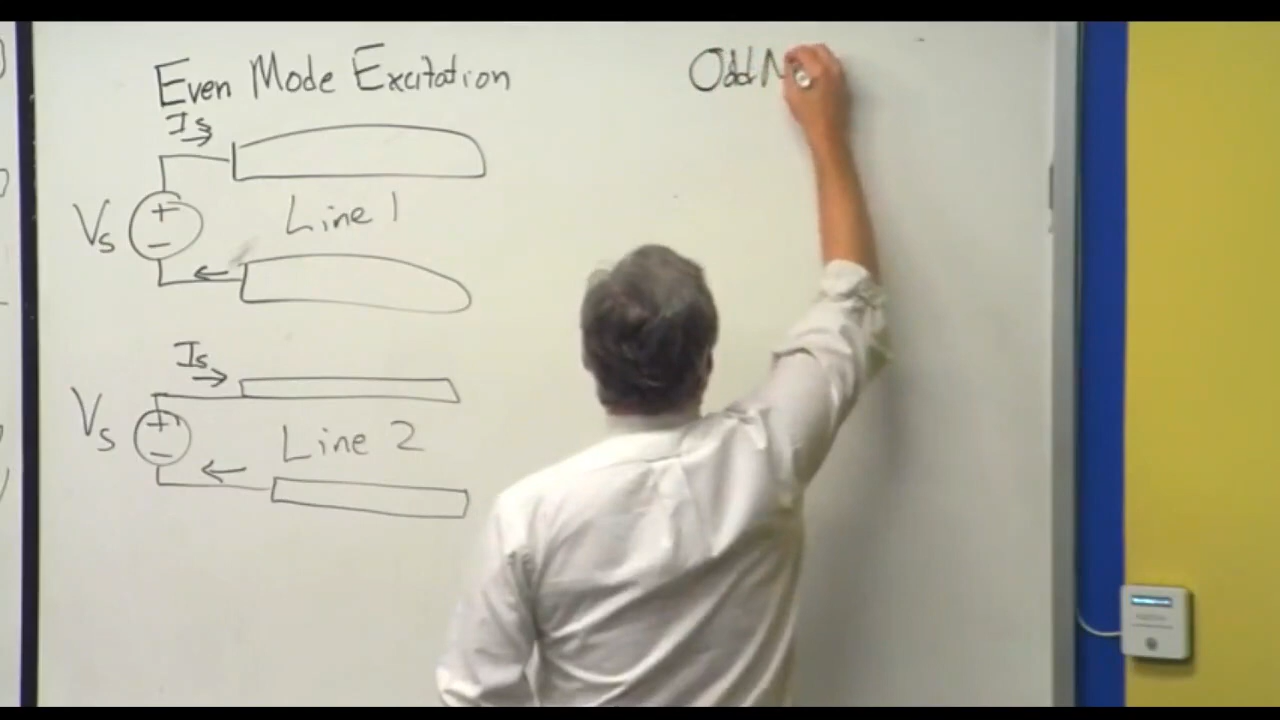 Even Mode Excitation
Odd M
Is
Vs
+
−
Line 1
Is
Vs
+
−
Line 2